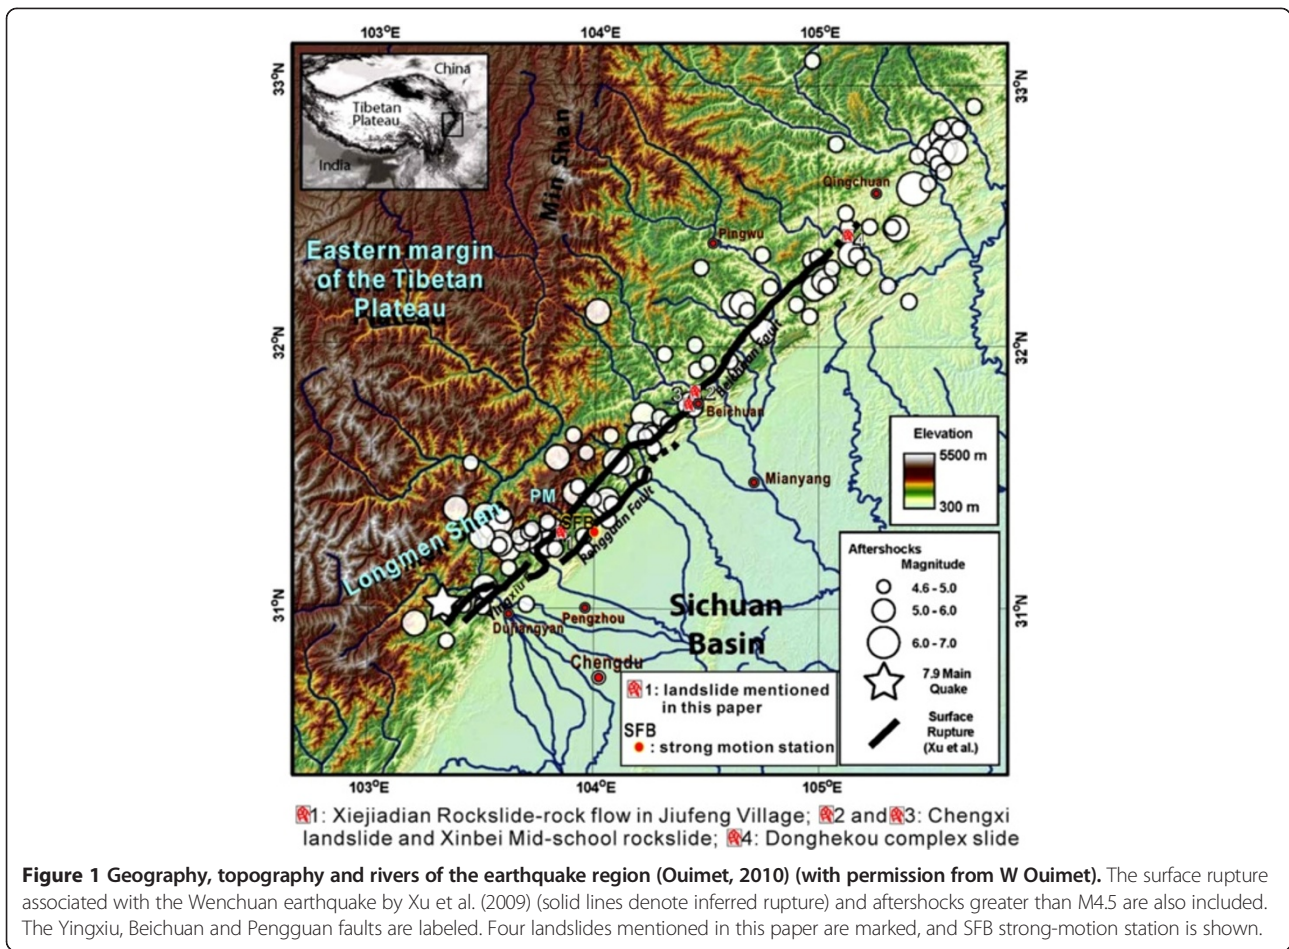 103°E 104°E 105°E
33°N
33°N
China
Tibetan
Plateau
India
Min Shan
Qingchuan
Pingwu
4
Eastern margin
of the Tibetan
Plateau
32°N
32°N
Beichuan Fault
3 2
Beichuan
Mianyang
PM
SFB
Pengguan Fault
Longmen Shan
Yingxiu
31°N
31°N
Dujiangyan
Pengzhou
Chengdu
Sichuan
Basin
Elevation
5500 m
300 m
Aftershocks
Magnitude
4.6 - 5.0
5.0 - 6.0
6.0 - 7.0
7.9 Main
Quake
Surface
Rupture
(Xu et al.)
1: landslide mentioned
in this paper
SFB
: strong motion station
103°E 104°E 105°E
1: Xiejiadian Rockslide-rock flow in Jiufeng Village; 2 and 3: Chengxi
landslide and Xinbei Mid-school rockslide; 4: Donghekou complex slide
Figure 1 Geography, topography and rivers of the earthquake region (Ouimet, 2010) (with permission from W Ouimet). The surface rupture
associated with the Wenchuan earthquake by Xu et al. (2009) (solid lines denote inferred rupture) and aftershocks greater than M4.5 are also included.
The Yingxiu, Beichuan and Pengguan faults are labeled. Four landslides mentioned in this paper are marked, and SFB strong-motion station is shown.